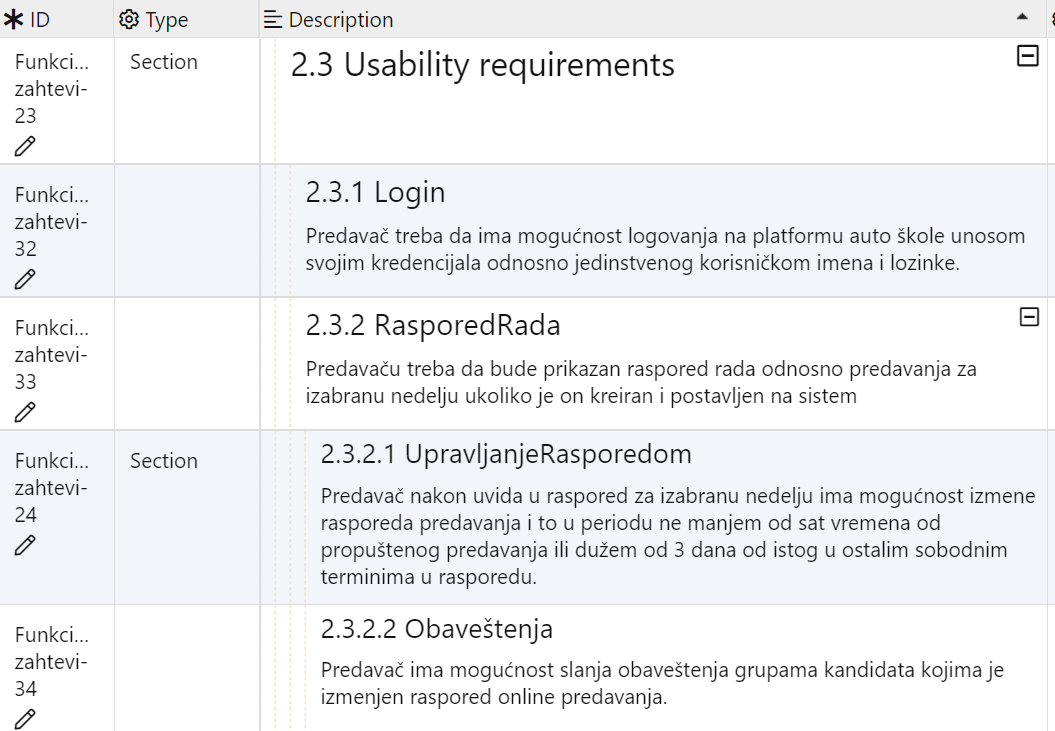 ID Type Description
Funkci... Section 2.3 Usability requirements
zahtevi-
23
Funkci... 2.3.1 Login
zahtevi- Predavač treba da ima mogućnost logovanja na platformu auto škole unosom
32 svojim kredencijala odnosno jedinstvenog korisničkom imena i lozinke.
Funkci... 2.3.2 RasporedRada
zahtevi- Predavaču treba da bude prikazan raspored rada odnosno predavanja za
33 izabranu nedelju ukoliko je on kreiran i postavljen na sistem
Funkci... Section 2.3.2.1 UpravljanjeRasporedom
zahtevi- Predavač nakon uvida u raspored za izabranu nedelju ima mogućnost izmene
24 rasporeda predavanja i to u periodu ne manjem od sat vremena od
propuštenog predavanja ili dužem od 3 dana od istog u ostalim sobodnim
terminima u rasporedu.
Funkci... 2.3.2.2 Obaveštenja
zahtevi- Predavač ima mogućnost slanja obaveštenja grupama kandidata kojima je
34 izmenjen raspored online predavanja.